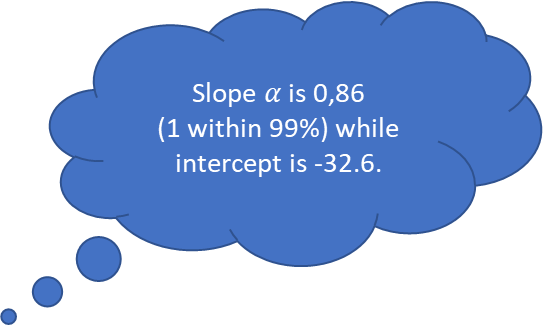 Slope 𝛼 is 0,86
(1 within 99%) while
intercept is -32.6.